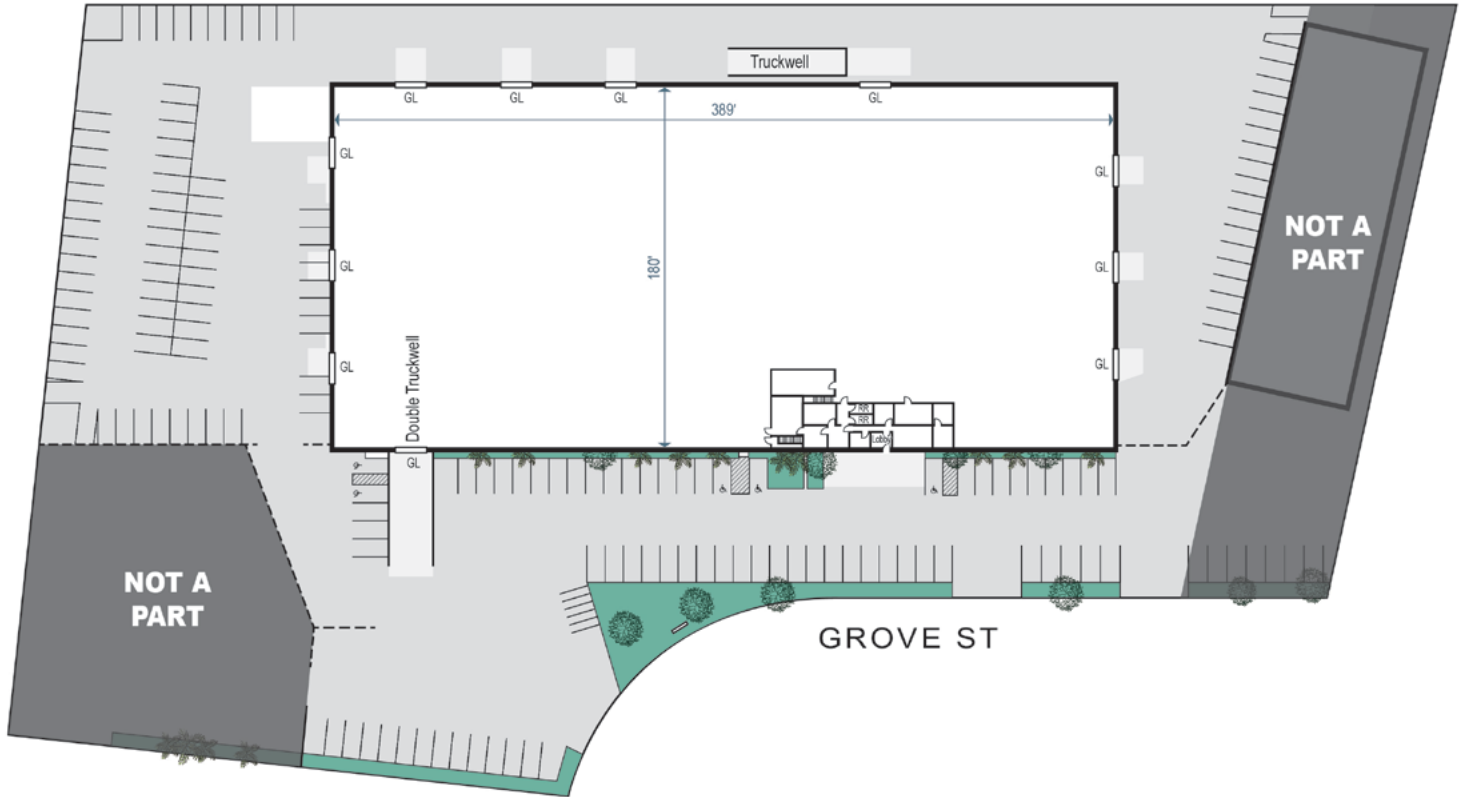 Truckwell
GL
GL
GL
GL
389'
GL
GL
180'
NOT A
PART
GL
GL
GL
GL
Double Truckwell
RR
RR
Lobby
GL
NOT A
PART
GROVE ST